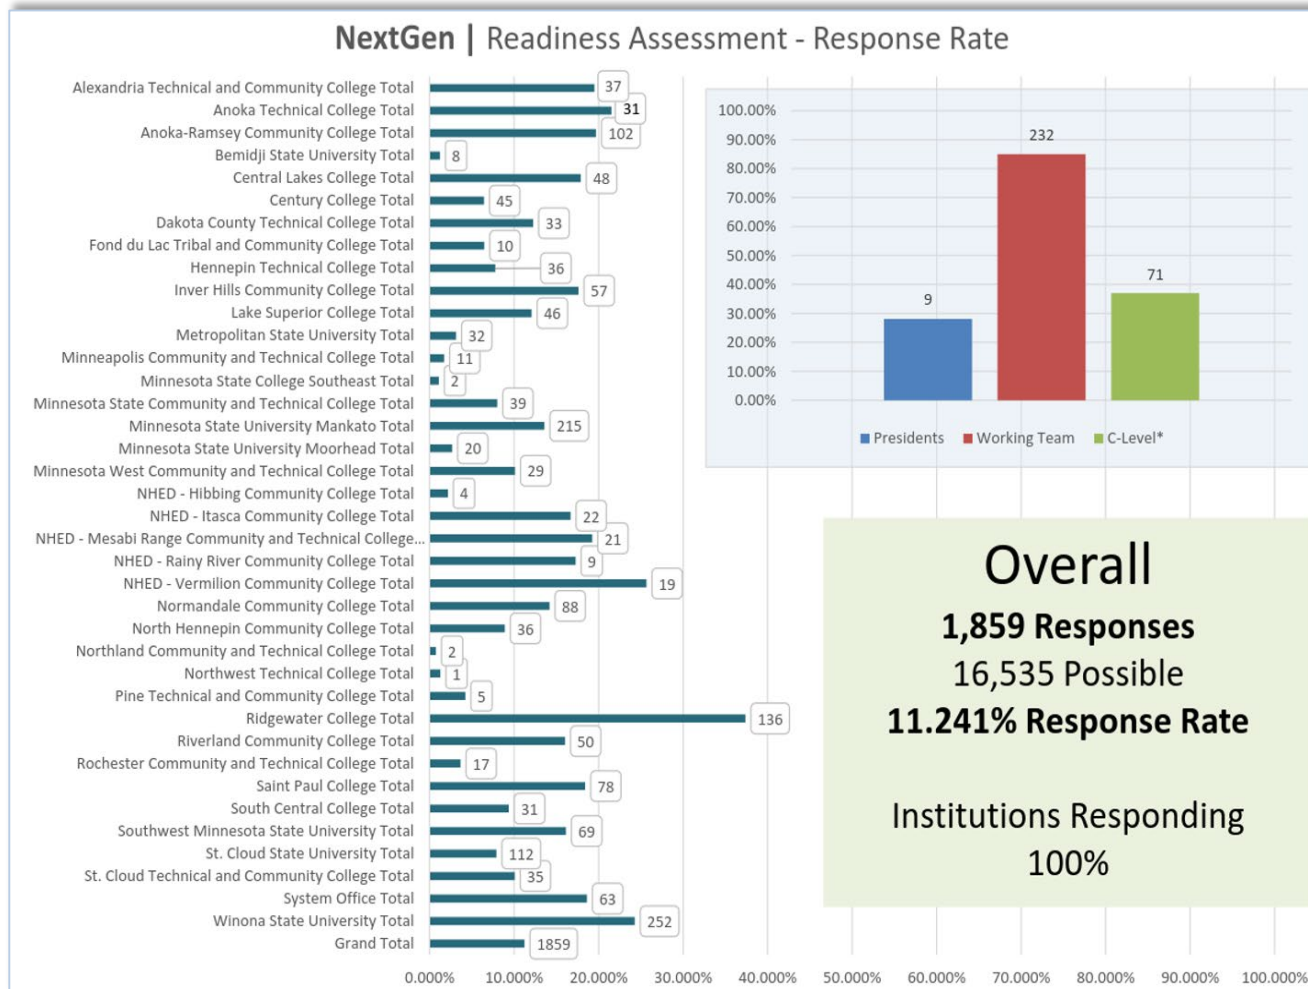 NextGen | Readiness Assessment - Response Rate
Alexandria Technical and Community College Total 37
Anoka Technical College Total 31
Anoka-Ramsey Community College Total 102
Bemidji State University Total 8
Central Lakes College Total 48
Century College Total 45
Dakota County Technical College Total 33
Fond du Lac Tribal and Community College Total 10
Hennepin Technical College Total 36
Inver Hills Community College Total 57
Lake Superior College Total 46
Metropolitan State University Total 32
Minneapolis Community and Technical College Total 11
Minnesota State College Southeast Total 2
Minnesota State Community and Technical College Total 39
Minnesota State University Mankato Total 215
Minnesota State University Moorhead Total 20
Minnesota West Community and Technical College Total 29
NHED - Hibbing Community College Total 4
NHED - Itasca Community College Total 22
NHED - Mesabi Range Community and Technical College... 21
NHED - Rainy River Community College Total 9
NHED - Vermilion Community College Total 19
Normandale Community College Total 88
North Hennepin Community College Total 36
Northland Community and Technical College Total 2
Northwest Technical College Total 1
Pine Technical and Community College Total 5
Ridgewater College Total 136
Riverland Community College Total 50
Rochester Community and Technical College Total 17
Saint Paul College Total 78
South Central College Total 31
Southwest Minnesota State University Total 69
St. Cloud State University Total 112
St. Cloud Technical and Community College Total 35
System Office Total 63
Winona State University Total 252
Grand Total 1859
0.000% 10.000% 20.000% 30.000% 40.000% 50.000% 60.000% 70.000% 80.000% 90.000% 100.000%
100.00%
90.00%
80.00%
70.00%
60.00%
50.00%
40.00%
30.00%
20.00%
10.00%
0.00%
9 232 71
Presidents Working Team C-Level*
Overall
1,859 Responses
16,535 Possible
11.241% Response Rate
Institutions Responding
100%